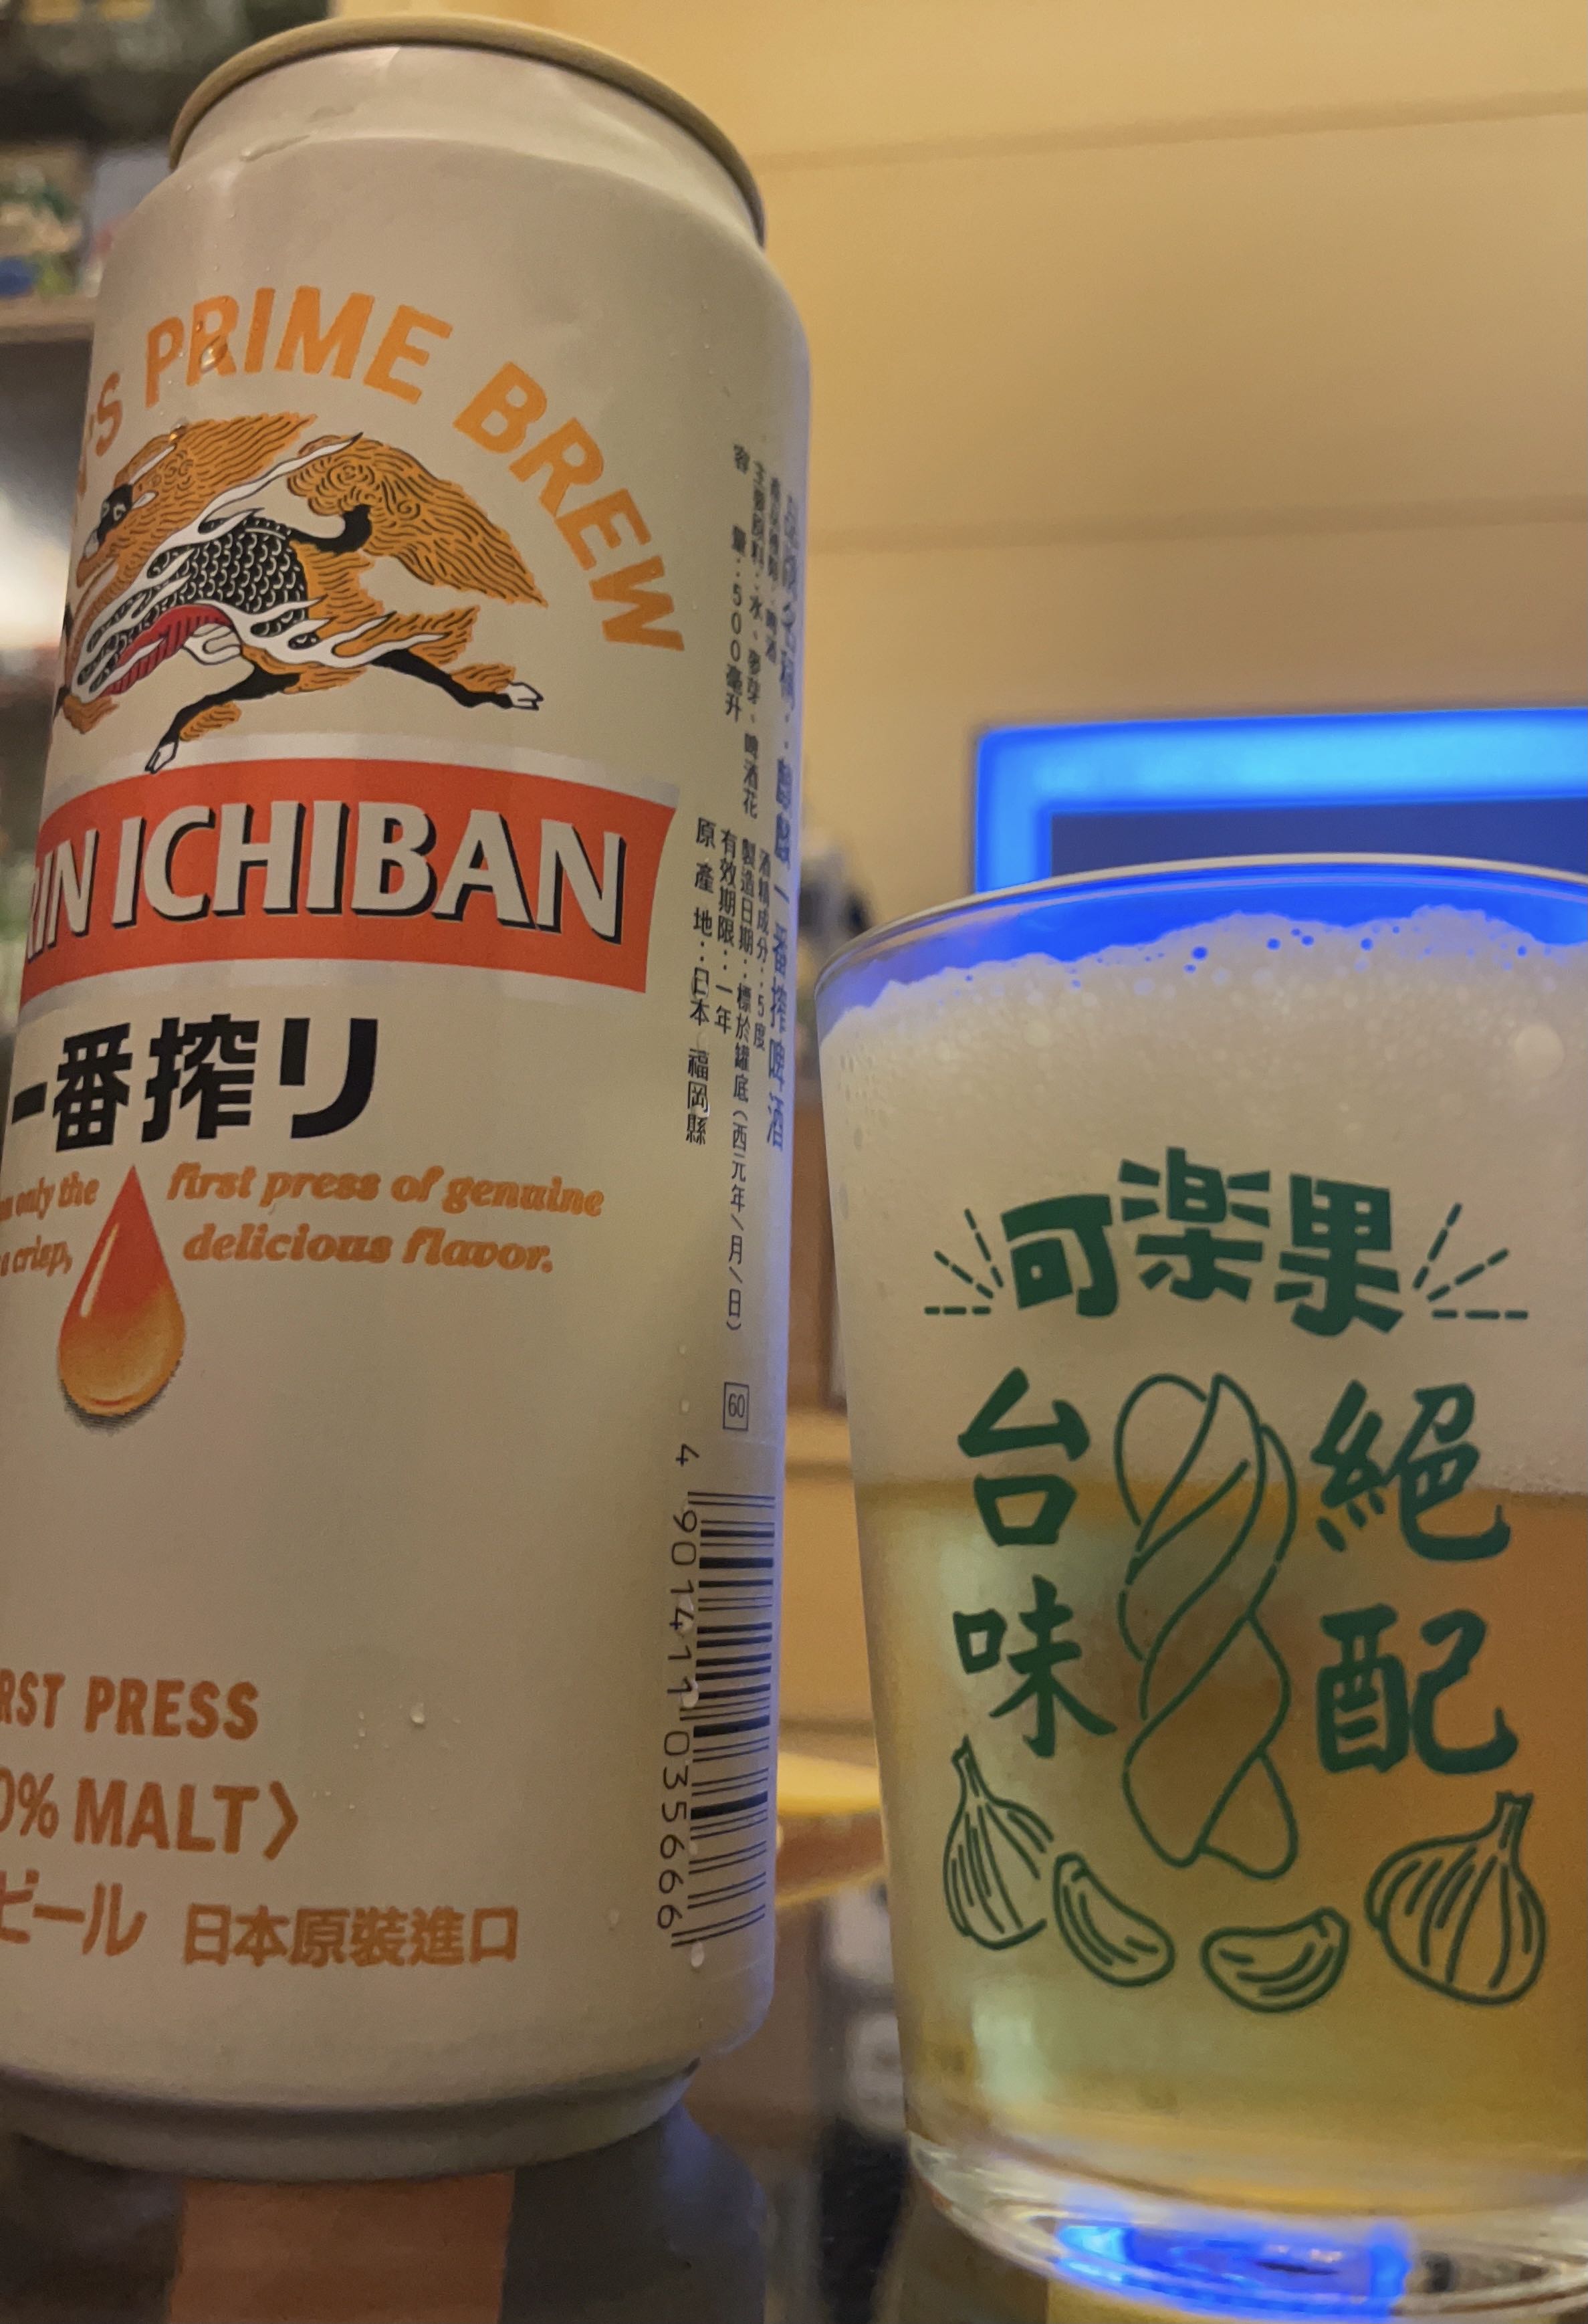 PRIME BREW
ICHIBAN
一番搾り
only the first press of genuine
a crisp, delicious flavor.
PRESS
0% MALT〉
ビール 日本原裝進口
麒麟一番搾啤酒
主要原料：水、麥芽、啤酒花
容量：500毫升
酒精成分：5度
製造日期：標於罐底（西元年/月/日）
有效期限：一年
原產地：日本 福岡縣
60
4 901411 035666
可楽果
絕配
台味